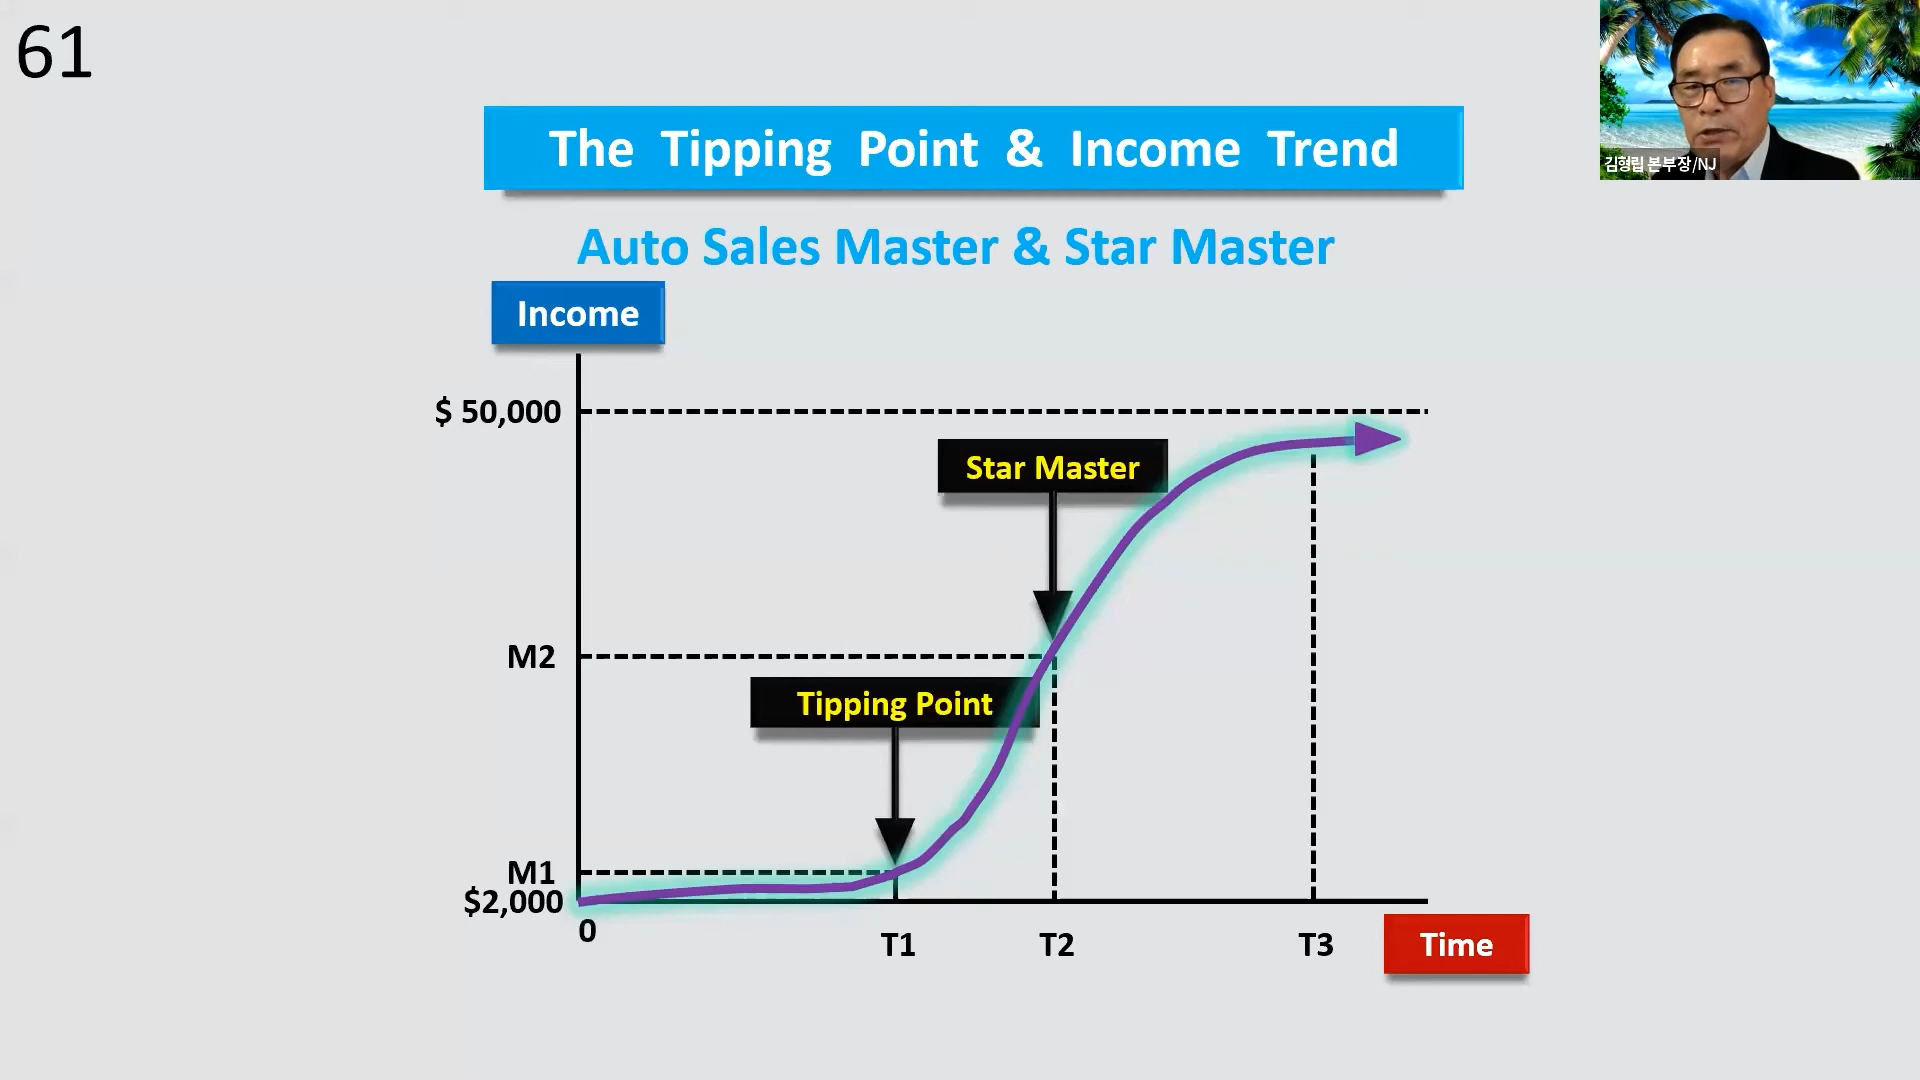 61
The Tipping Point & Income Trend
김형립 본부장/NJ
Auto Sales Master & Star Master
Income
$ 50,000
Star Master
M2
Tipping Point
M1
$2,000
0
T1
T2
T3
Time